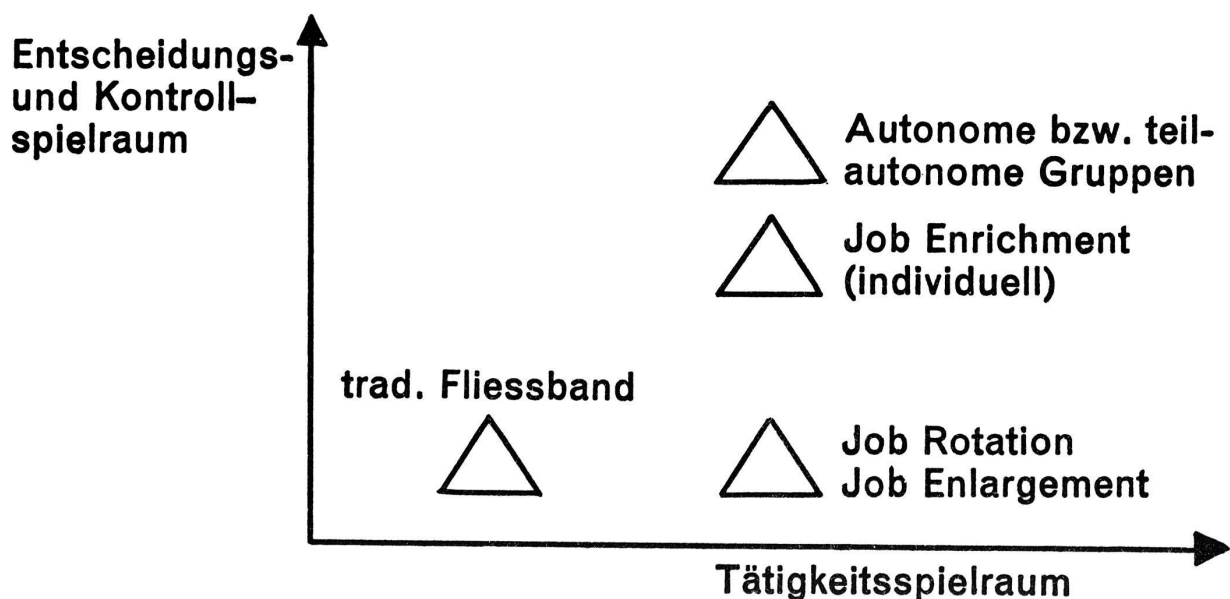 Entscheidungs-
und Kontroll-
spielraum
Autonome bzw. teil-
autonome Gruppen
Job Enrichment
(individuell)
trad. Fliessband
Job Rotation
Job Enlargement
Tätigkeitsspielraum